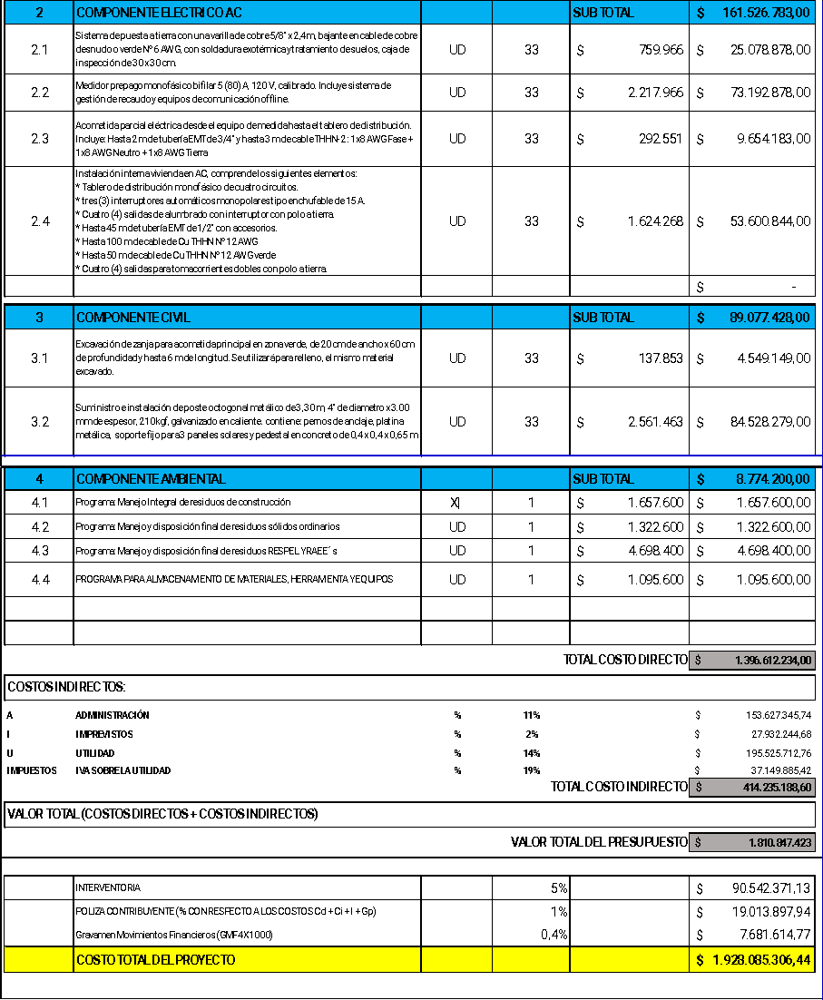 2 COMPONENTE ELECTRICO AC SUB TOTAL $ 161.526.783,00
Sistema de puesta a tierra con una varilla de cobre 5/8" x 2,4m, bajante en cable de cobre
2.1 desnudo o verde N° 6 AWG, con soldadura exotérmica y tratamiento de suelos, caja de UD 33 $ 759.966 $ 25.078.878,00
inspección de 30 x 30 cm.
2.2 Medidor prepago monofásico bifilar 5 (80) A, 120 V, calibrado. Incluye sistema de UD 33 $ 2.217.966 $ 73.192.878,00
gestión de recaudo y equipos de comunicación offline.
Acometida parcial eléctrica desde el equipo de medida hasta el tablero de distribución.
2.3 Incluye: Hasta 2 m de tubería EMT de 3/4" y hasta 3 m de cable THHN-2 : 1x8 AWG Fase + UD 33 $ 292.551 $ 9.654.183,00
1x8 AWG Neutro + 1x8 AWG Tierra
Instalación interna vivienda en AC, comprende los siguientes elementos:
* Tablero de distribución monofásico de cuatro circuitos.
* tres (3) interruptores automáticos monopolares tipo enchufable de 15 A.
* Cuatro (4) salidas de alumbrado con interruptor con polo a tierra.
2.4 * Hasta 45 m de tubería EMT de 1/2" con accesorios. UD 33 $ 1.624.268 $ 53.600.844,00
* Hasta 100 m de cable de Cu THHN N° 12 AWG
* Hasta 50 m de cable de Cu THHN N° 12 AWG verde
* Cuatro (4) salidas para tomacorrientes dobles con polo a tierra.
$ -
3 COMPONENTE CIVIL SUB TOTAL $ 89.077.428,00
Excavación de zanja para acometida principal en zona verde, de 20 cm de ancho x 60 cm
3.1 de profundidad y hasta 6 m de longitud. Se utilizará para relleno, el mismo material UD 33 $ 137.853 $ 4.549.149,00
excavado.
Suministro e instalación de poste octogonal metálico de 3,30 m, 4" de diametro x 3.00
3.2 mm de espesor, 210 kgf, galvanizado en caliente. contiene: pernos de anclaje, platina UD 33 $ 2.561.463 $ 84.528.279,00
metálica, soporte fijo para 3 paneles solares y pedestal en concreto de 0,4 x 0,4 x 0,65 m
4 COMPONENTE AMBIENTAL SUB TOTAL $ 8.774.200,00
4.1 Programa: Manejo Integral de residuos de construcción X| 1 $ 1.657.600 $ 1.657.600,00
4.2 Programa: Manejo y disposición final de residuos sólidos ordinarios UD 1 $ 1.322.600 $ 1.322.600,00
4.3 Programa: Manejo y disposición final de residuos RESPEL Y RAEE´s UD 1 $ 4.698.400 $ 4.698.400,00
4.4 PROGRAMA PARA ALMACENAMENTO DE MATERIALES, HERRAMENTA Y EQUIPOS UD 1 $ 1.095.600 $ 1.095.600,00
TOTAL COSTO DIRECTO $ 1.396.612.234,00
COSTOS INDIRECTOS:
A ADMINISTRACIÓN % 11% $ 153.627.345,74
I IMPREVISTOS % 2% $ 27.932.244,68
U UTILIDAD % 14% $ 195.525.712,76
IMPUESTOS IVA SOBRE LA UTILIDAD % 19% $ 37.149.885,42
TOTAL COSTO INDIRECTO $ 414.235.188,60
VALOR TOTAL (COSTOS DIRECTOS + COSTOS INDIRECTOS)
VALOR TOTAL DEL PRESUPUESTO $ 1.810.847.423
INTERVENTORIA 5% $ 90.542.371,13
POLIZA CONTRIBUYENTE (% CON RESPECTO A LOS COSTOS Cd + Ci + I + Gp) 1% $ 19.013.897,94
Gravamen Movimientos Financieros (GMF4X1000) 0,4% $ 7.681.614,77
COSTO TOTAL DEL PROYECTO $ 1.928.085.306,44